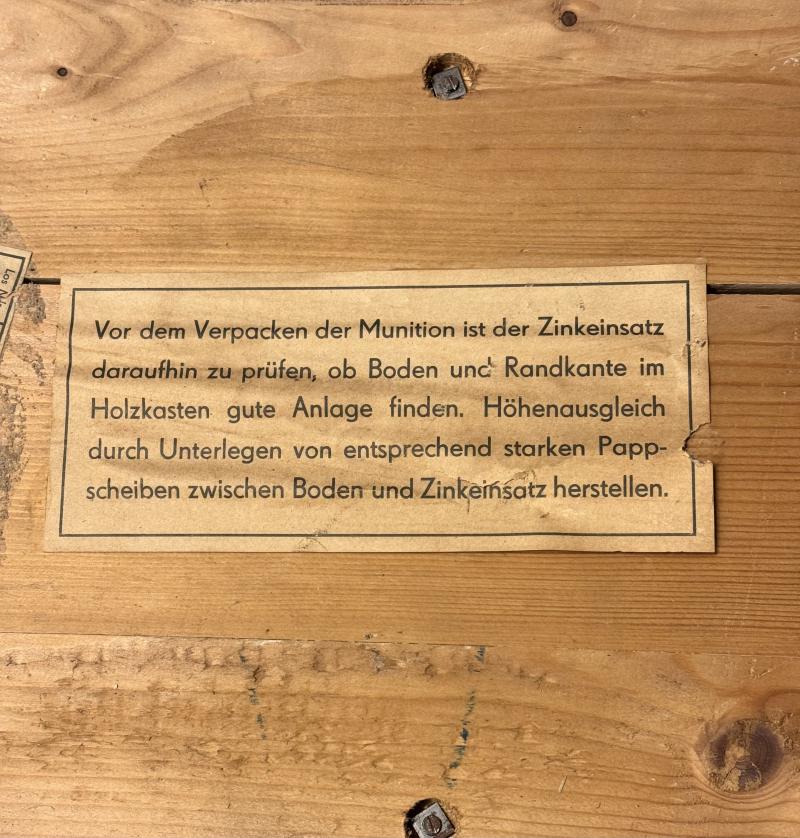 Vor dem Verpacken der Munition ist der Zinkeinsatz
daraufhin zu prüfen, ob Boden und Randkante im
Holzkasten gute Anlage finden. Höhenausgleich
durch Unterlegen von entsprechend starken Papp-
scheiben zwischen Boden und Zinkeinsatz herstellen.
Los